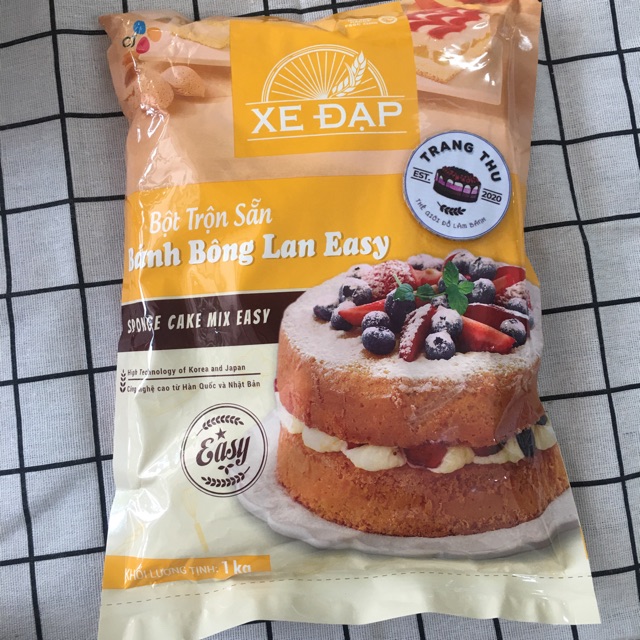 CJ
XE ĐẠP
TRANG THU
EST. 2020
THẾ GIỚI ĐỒ LÀM BÁNH
Bột Trộn Sẵn
Bánh Bông Lan Easy
SPONGE CAKE MIX EASY
High Technology of Korea and Japan
Công nghệ cao từ Hàn Quốc và Nhật Bản
Easy
KHỐI LƯỢNG TỊNH: 1 kg